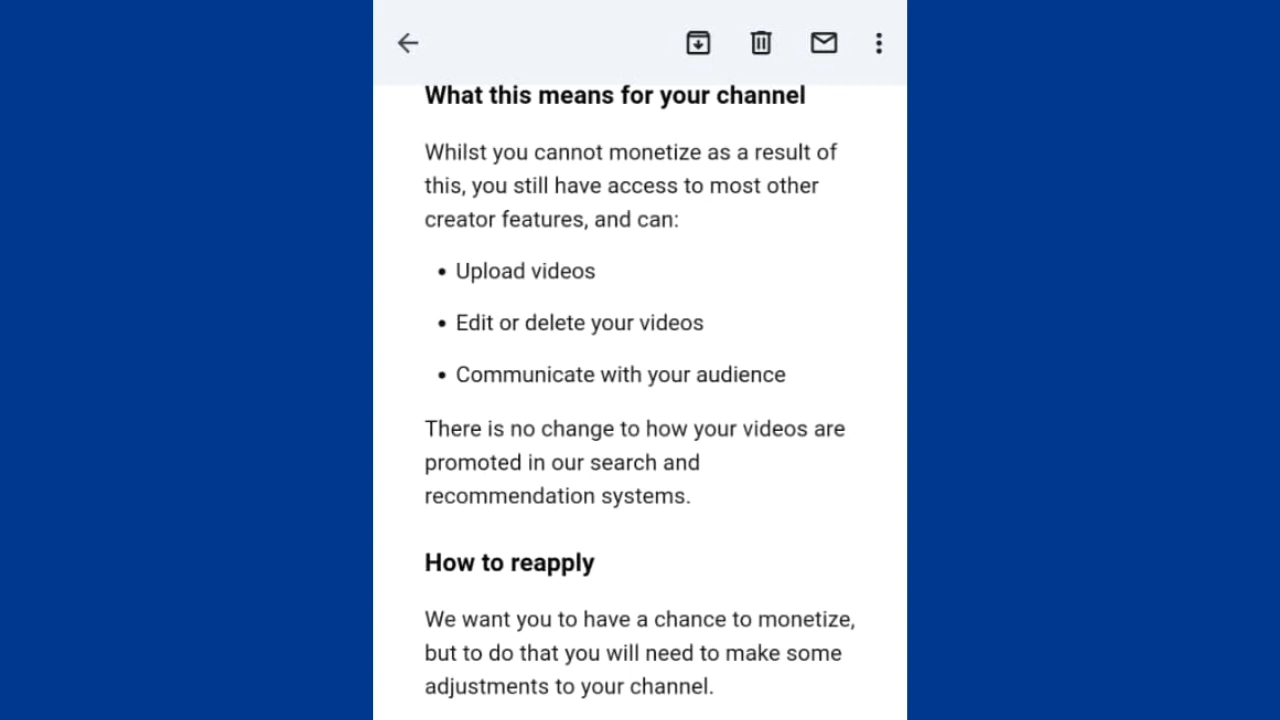 What this means for your channel
Whilst you cannot monetize as a result of
this, you still have access to most other
creator features, and can:
• Upload videos
• Edit or delete your videos
• Communicate with your audience
There is no change to how your videos are
promoted in our search and
recommendation systems.
How to reapply
We want you to have a chance to monetize,
but to do that you will need to make some
adjustments to your channel.